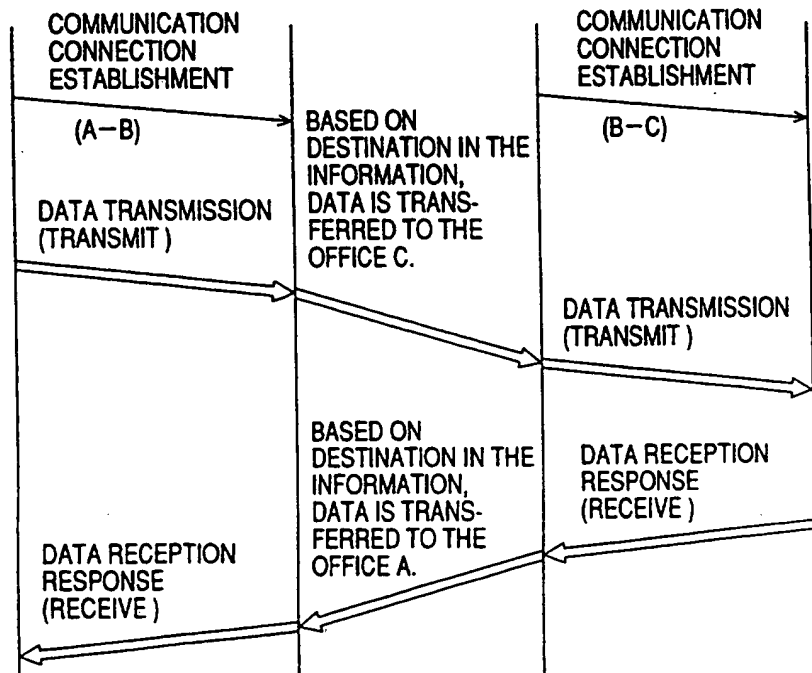 COMMUNICATION
CONNECTION
ESTABLISHMENT
(A-B)
COMMUNICATION
CONNECTION
ESTABLISHMENT
(B-C)
BASED ON
DESTINATION IN THE
INFORMATION,
DATA IS TRANS-
FERRED TO THE
OFFICE C.
DATA TRANSMISSION
(TRANSMIT )
DATA TRANSMISSION
(TRANSMIT )
BASED ON
DESTINATION IN THE
INFORMATION,
DATA IS TRANS-
FERRED TO THE
OFFICE A.
DATA RECEPTION
RESPONSE
(RECEIVE )
DATA RECEPTION
RESPONSE
(RECEIVE )